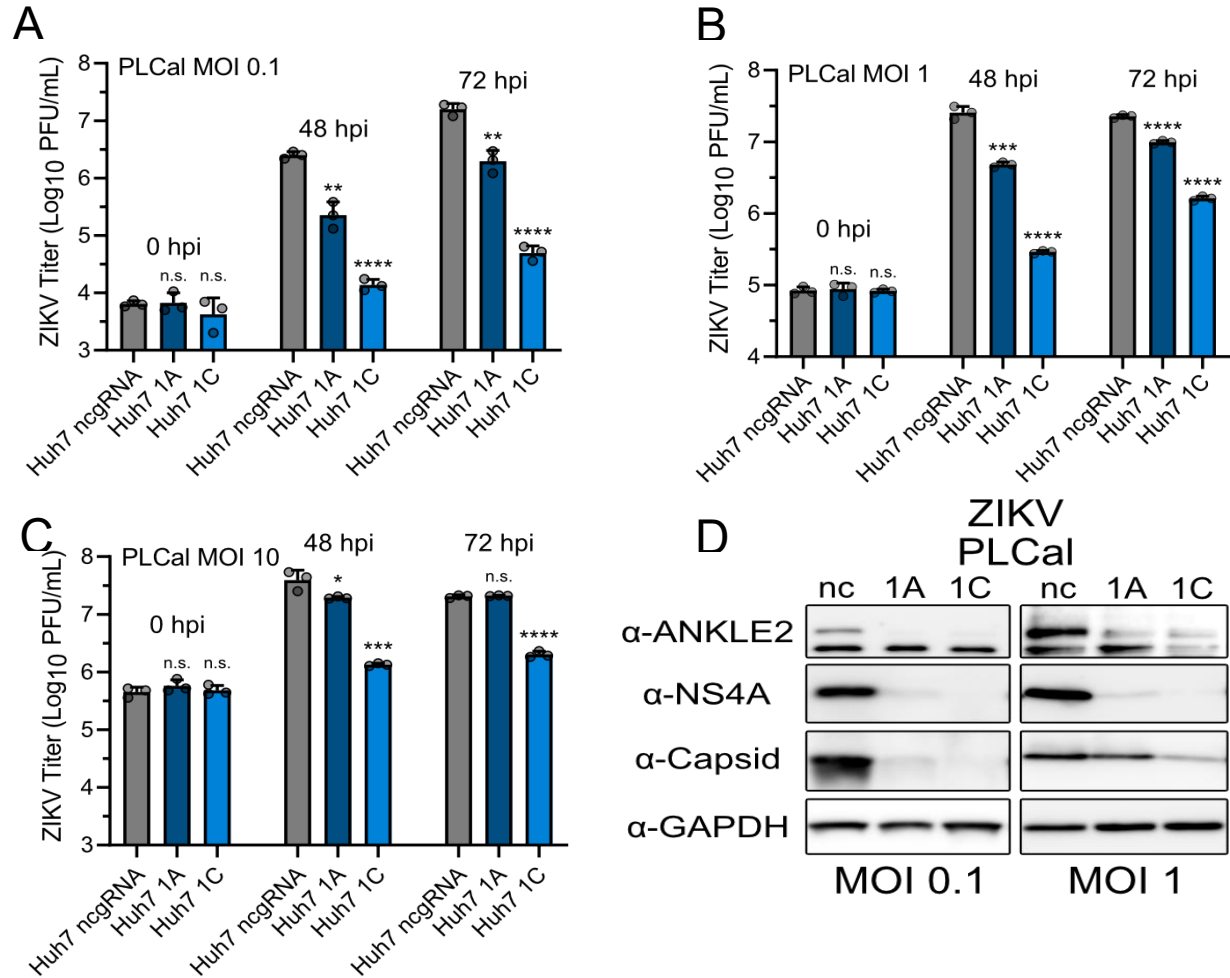 A
PLCal MOI 0.1
ZIKV Titer (Log10 PFU/mL)
8
7
6
5
4
3
0 hpi
48 hpi
72 hpi
n.s.
n.s.
**
****
**
****
Huh7 ncgRNA
Huh7 1A
Huh7 1C
Huh7 ncgRNA
Huh7 1A
Huh7 1C
Huh7 ncgRNA
Huh7 1A
Huh7 1C
B
PLCal MOI 1
ZIKV Titer (Log10 PFU/mL)
8
7
6
5
4
0 hpi
48 hpi
72 hpi
n.s.
n.s.
***
****
****
****
Huh7 ncgRNA
Huh7 1A
Huh7 1C
Huh7 ncgRNA
Huh7 1A
Huh7 1C
Huh7 ncgRNA
Huh7 1A
Huh7 1C
C
PLCal MOI 10
ZIKV Titer (Log10 PFU/mL)
8
7
6
5
4
3
0 hpi
48 hpi
72 hpi
n.s.
n.s.
*
***
n.s.
****
Huh7 ncgRNA
Huh7 1A
Huh7 1C
Huh7 ncgRNA
Huh7 1A
Huh7 1C
Huh7 ncgRNA
Huh7 1A
Huh7 1C
D
ZIKV
PLCal
nc 1A 1C nc 1A 1C
α-ANKLE2
α-NS4A
α-Capsid
α-GAPDH
MOI 0.1 MOI 1